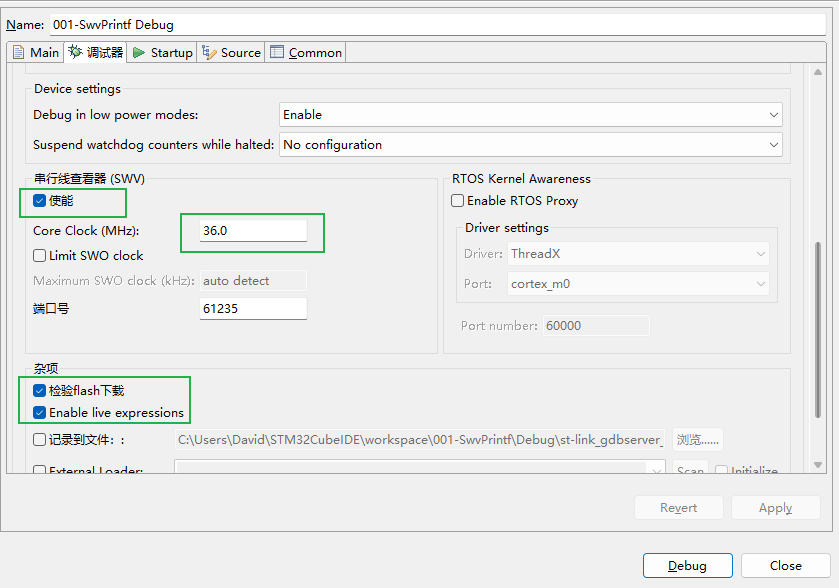 Name: 001-SwvPrintf Debug
Main 调试器 Startup Source Common
Device settings
Debug in low power modes: Enable
Suspend watchdog counters while halted: No configuration
串行线查看器 (SWV)
使能
Core Clock (MHz): 36.0
Limit SWO clock
Maximum SWO clock (kHz): auto detect
端口号 61235
RTOS Kernel Awareness
Enable RTOS Proxy
Driver settings
Driver: ThreadX
Port: cortex_m0
Port number: 60000
杂项
检验flash下载
Enable live expressions
记录到文件：: C:\Users\David\STM32CubeIDE\workspace\001-SwvPrintf\Debug\st-link_gdbserver_ 浏览......
External Loader: Scan Initialize
Revert Apply
Debug Close